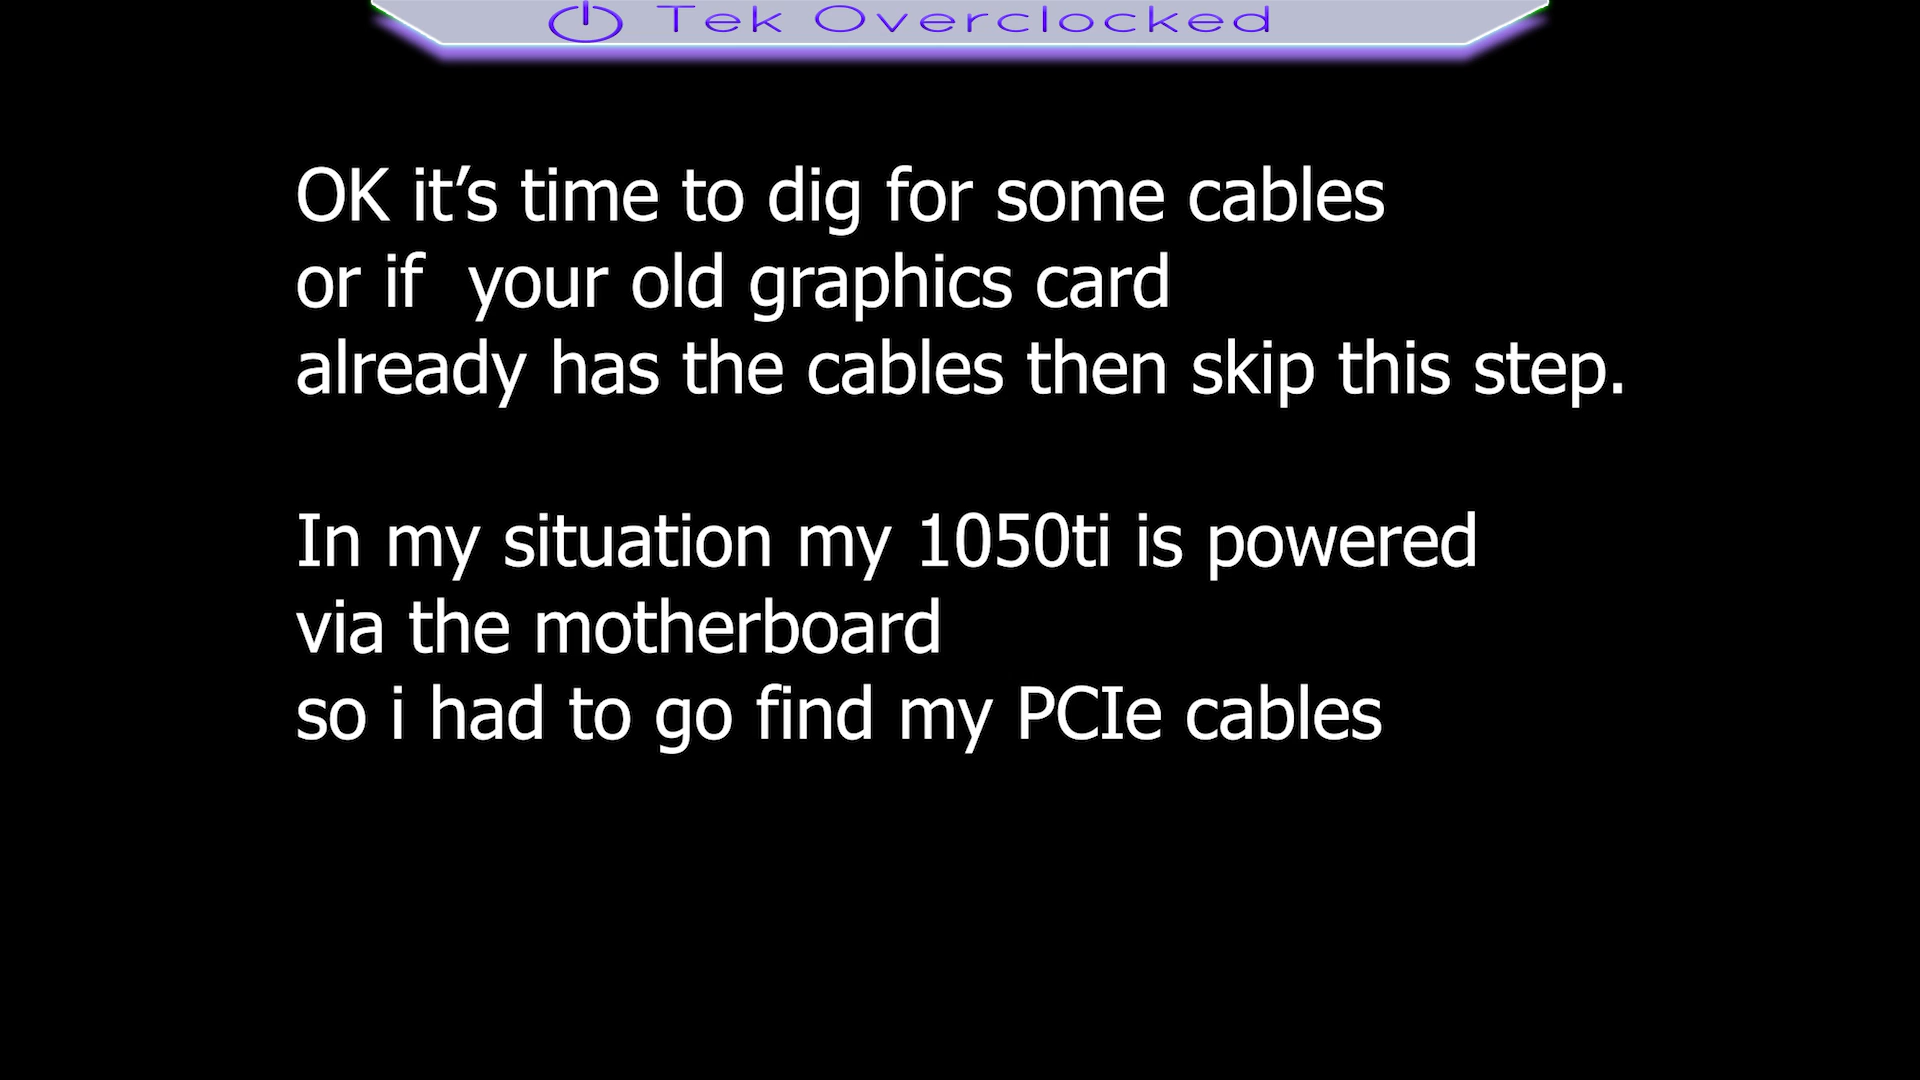 Tek Overclocked
OK it’s time to dig for some cables
or if  your old graphics card
already has the cables then skip this step.
In my situation my 1050ti is powered
via the motherboard
so i had to go find my PCIe cables